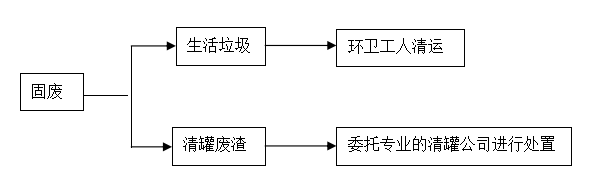 生活垃圾
环卫工人清运
固废
清罐废渣
委托专业的清罐公司进行处置